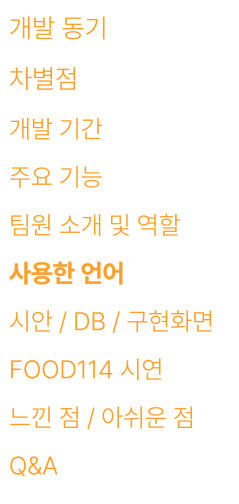 개발 동기
차별점
개발 기간
주요 기능
팀원 소개 및 역할
사용한 언어
시안 / DB / 구현화면
FOOD114 시연
느낀 점 / 아쉬운 점
Q&A